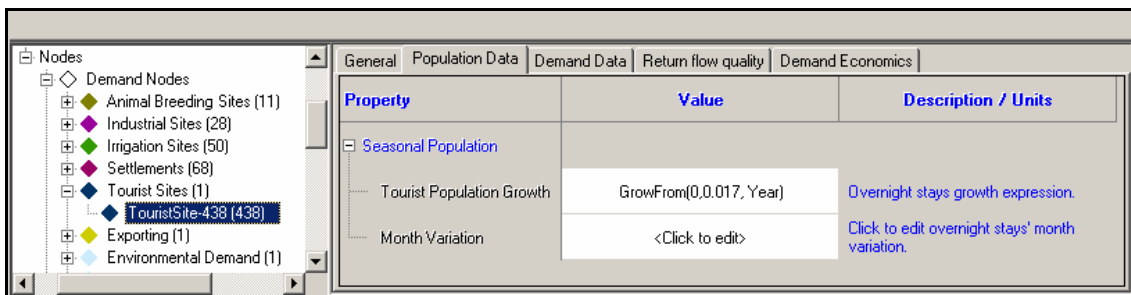 Nodes
Demand Nodes
Animal Breeding Sites (11)
Industrial Sites (28)
Irrigation Sites (50)
Settlements (68)
Tourist Sites (1)
TouristSite-438 (438)
Exporting (1)
Environmental Demand (1)
General Population Data Demand Data Return flow quality Demand Economics
Property Value Description / Units
Seasonal Population
Tourist Population Growth GrowFrom(0,0.017, Year) Overnight stays growth expression.
Month Variation <Click to edit> Click to edit overnight stays' month
variation.